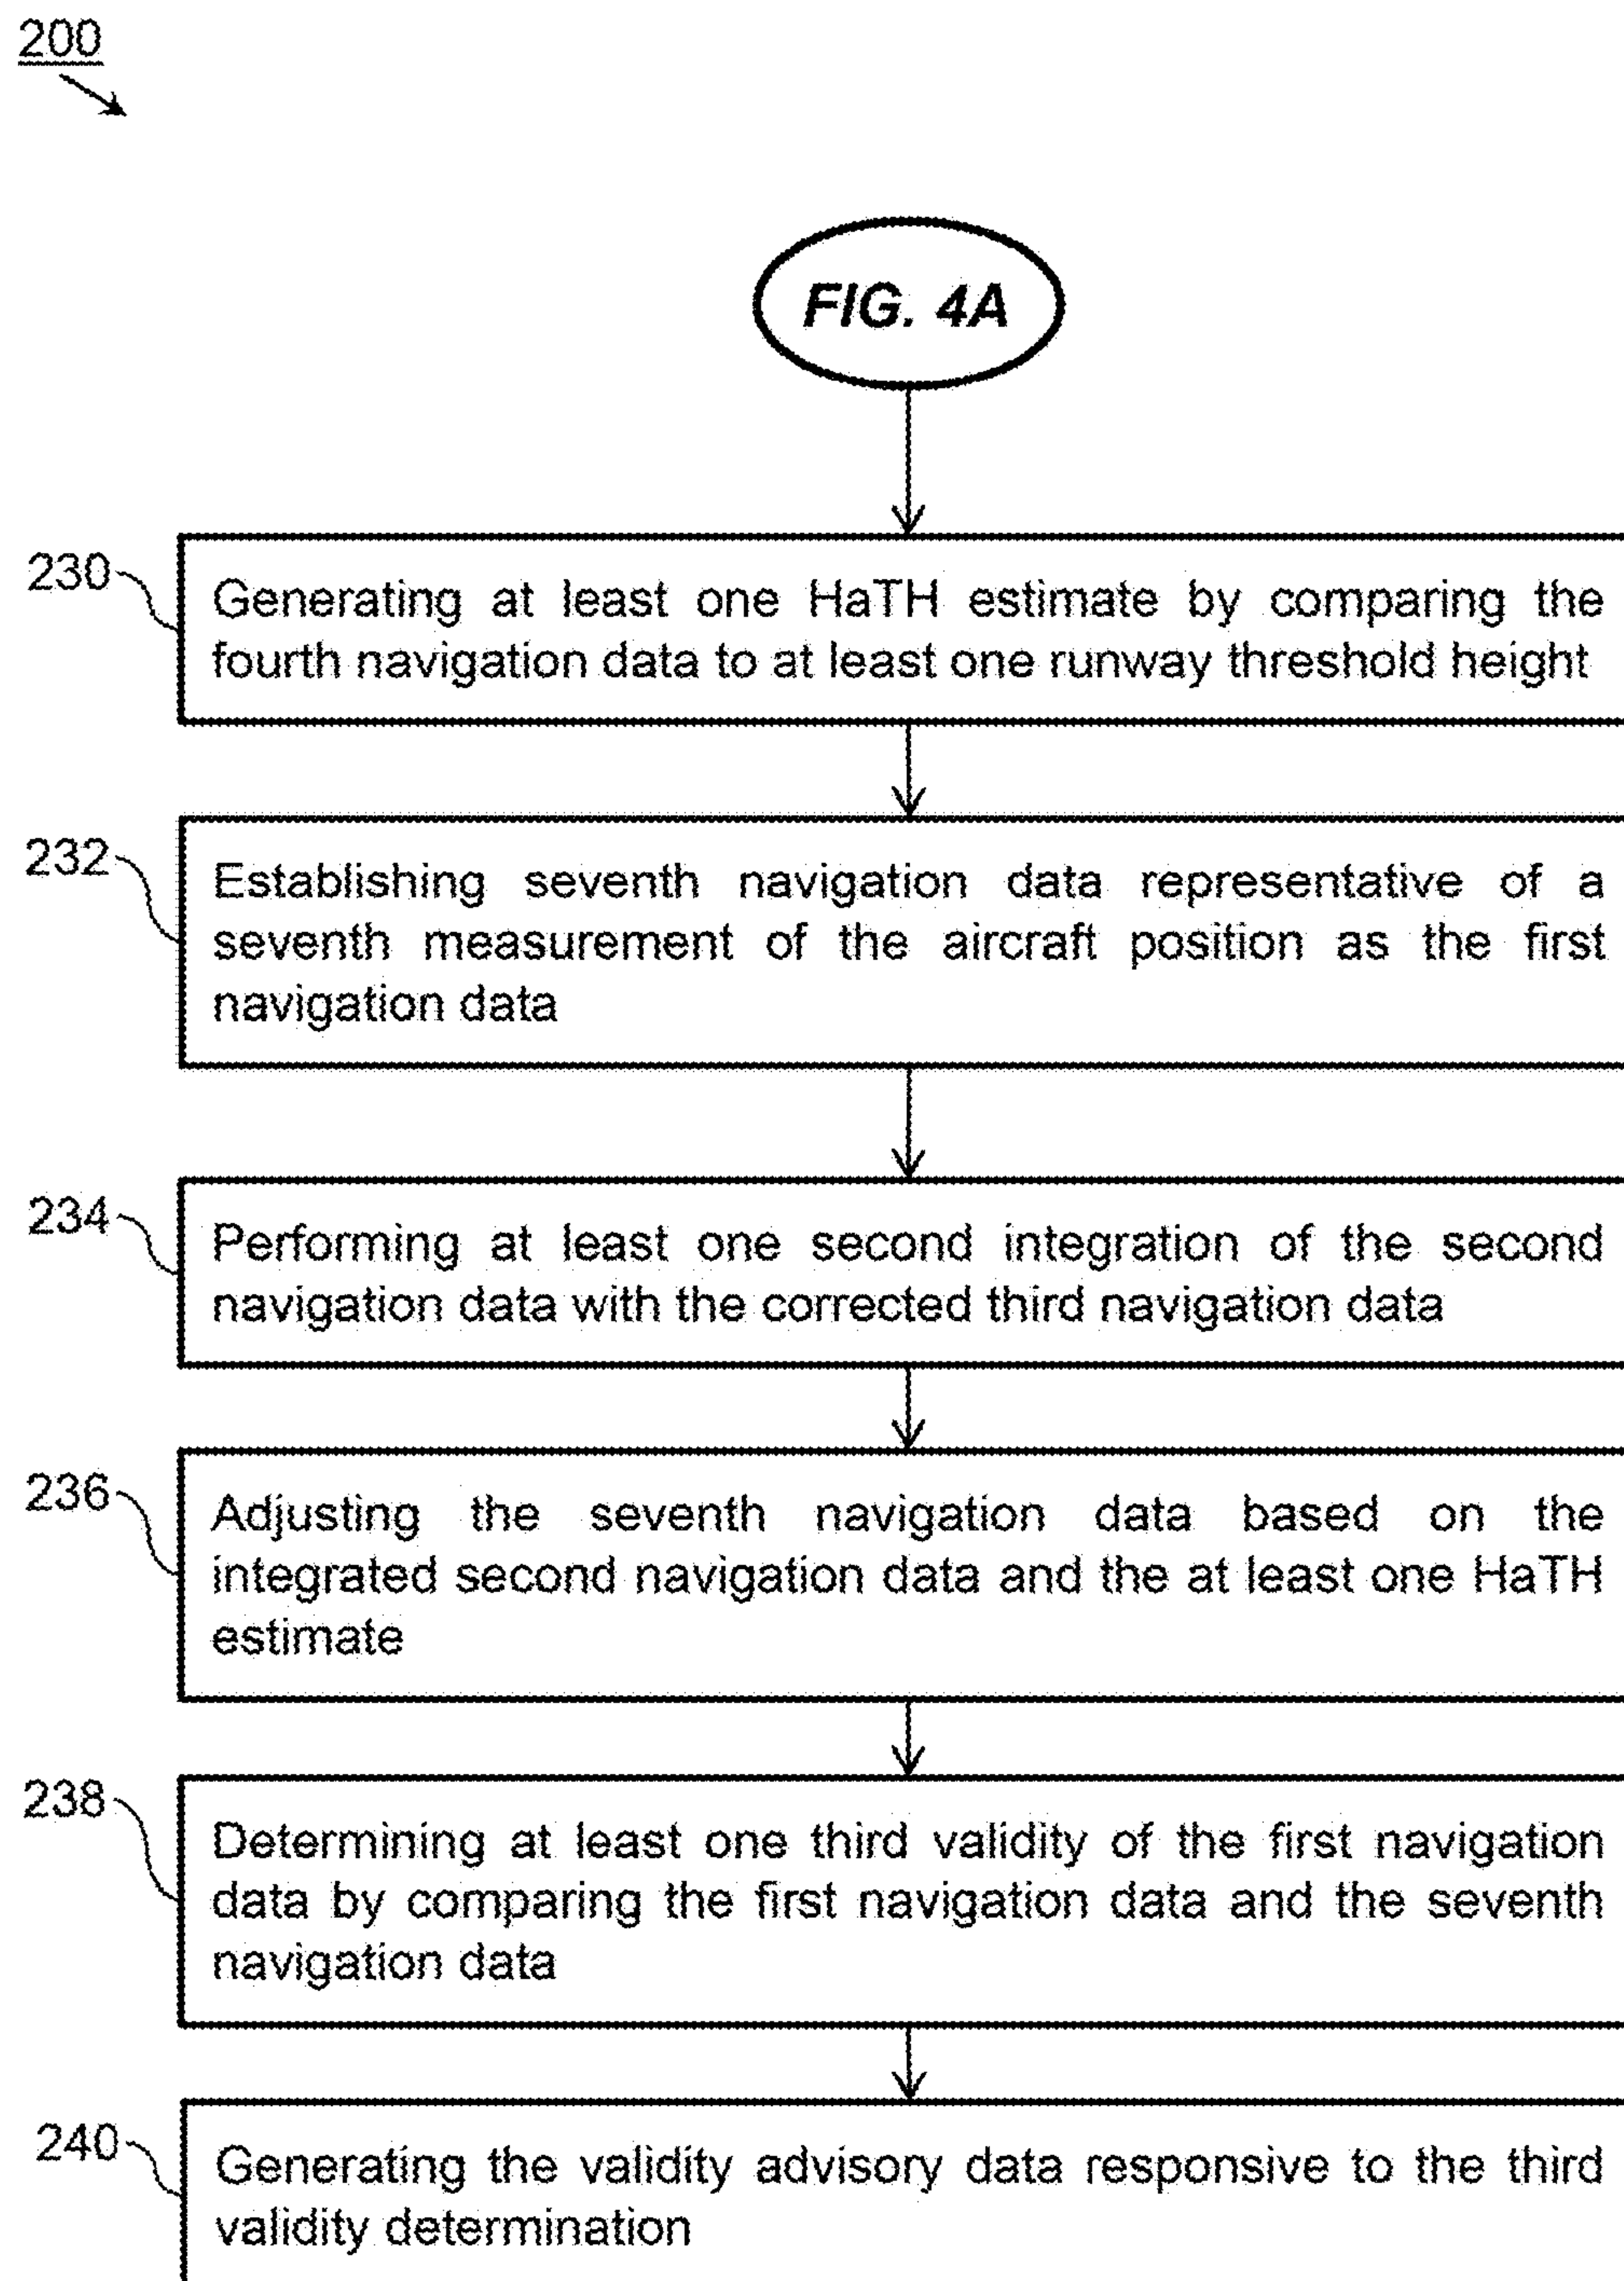 200
FIG. 4A
230
Generating at least one HaTH estimate by comparing the
fourth navigation data to at least one runway threshold height
232
Establishing seventh navigation data representative of a
seventh measurement of the aircraft position as the first
navigation data
234
Performing at least one second integration of the second
navigation data with the corrected third navigation data
236
Adjusting the seventh navigation data based on the
integrated second navigation data and the at least one HaTH
estimate
238
Determining at least one third validity of the first navigation
data by comparing the first navigation data and the seventh
navigation data
240
Generating the validity advisory data responsive to the third
validity determination